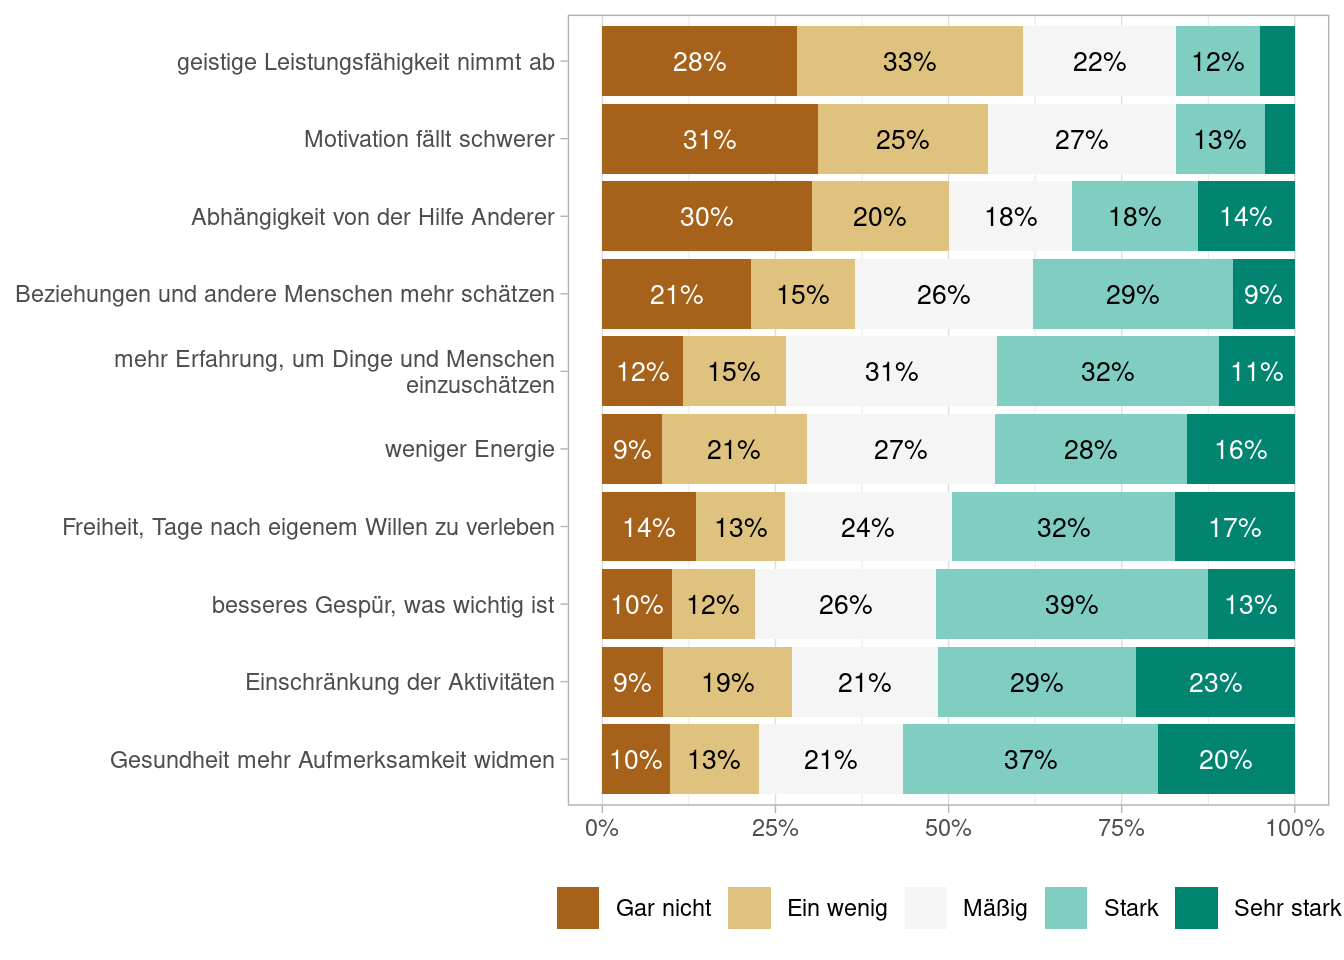 geistige Leistungsfähigkeit nimmt ab 28% 33% 22% 12%
Motivation fällt schwerer 31% 25% 27% 13%
Abhängigkeit von der Hilfe Anderer 30% 20% 18% 18% 14%
Beziehungen und andere Menschen mehr schätzen 21% 15% 26% 29% 9%
mehr Erfahrung, um Dinge und Menschen
einzuschätzen 12% 15% 31% 32% 11%
weniger Energie 9% 21% 27% 28% 16%
Freiheit, Tage nach eigenem Willen zu verleben 14% 13% 24% 32% 17%
besseres Gespür, was wichtig ist 10% 12% 26% 39% 13%
Einschränkung der Aktivitäten 9% 19% 21% 29% 23%
Gesundheit mehr Aufmerksamkeit widmen 10% 13% 21% 37% 20%
0% 25% 50% 75% 100%
Gar nicht Ein wenig Mäßig Stark Sehr stark